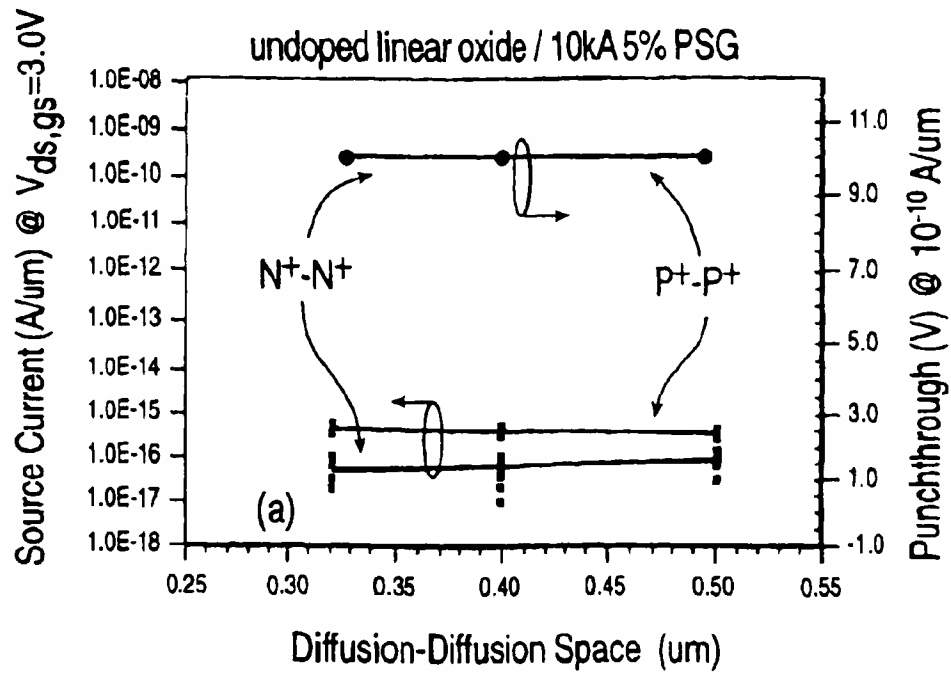 undoped linear oxide / 10kA 5% PSG
Source Current (A/um) @ Vds,gs=3.0V
1.0E-08
1.0E-09
1.0E-10
1.0E-11
1.0E-12
1.0E-13
1.0E-14
1.0E-15
1.0E-16
1.0E-17
1.0E-18
N+-N+
P+-P+
(a)
11.0
9.0
7.0
5.0
3.0
1.0
-1.0
Punchthrough (V) @ 10-10 A/um
0.25 0.30 0.35 0.40 0.45 0.50 0.55
Diffusion-Diffusion Space (um)